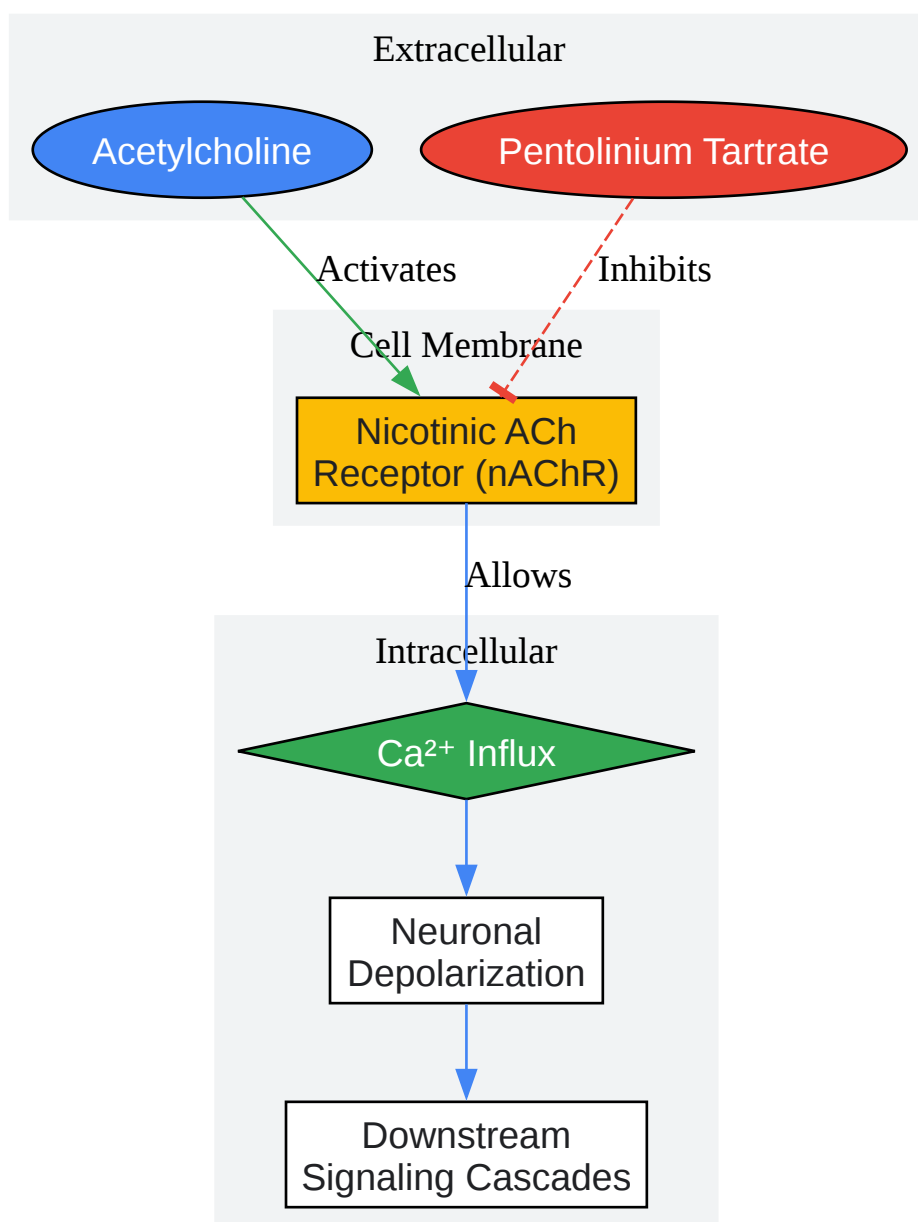 Extracellular
Acetylcholine
Pentolinium Tartrate
Activates
Inhibits
Cell Membrane
Nicotinic ACh
Receptor (nAChR)
Allows
Intracellular
Ca²⁺ Influx
Neuronal
Depolarization
Downstream
Signaling Cascades